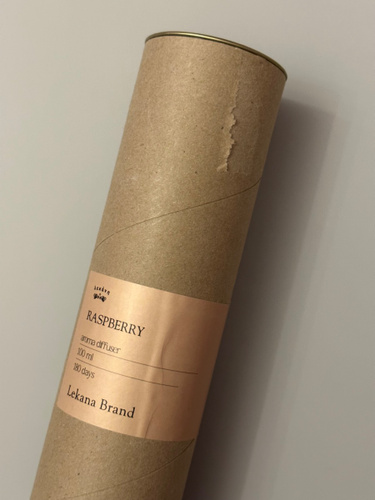 RASPBERRY
aroma diffuser
100 ml
180 days
Lekana Brand